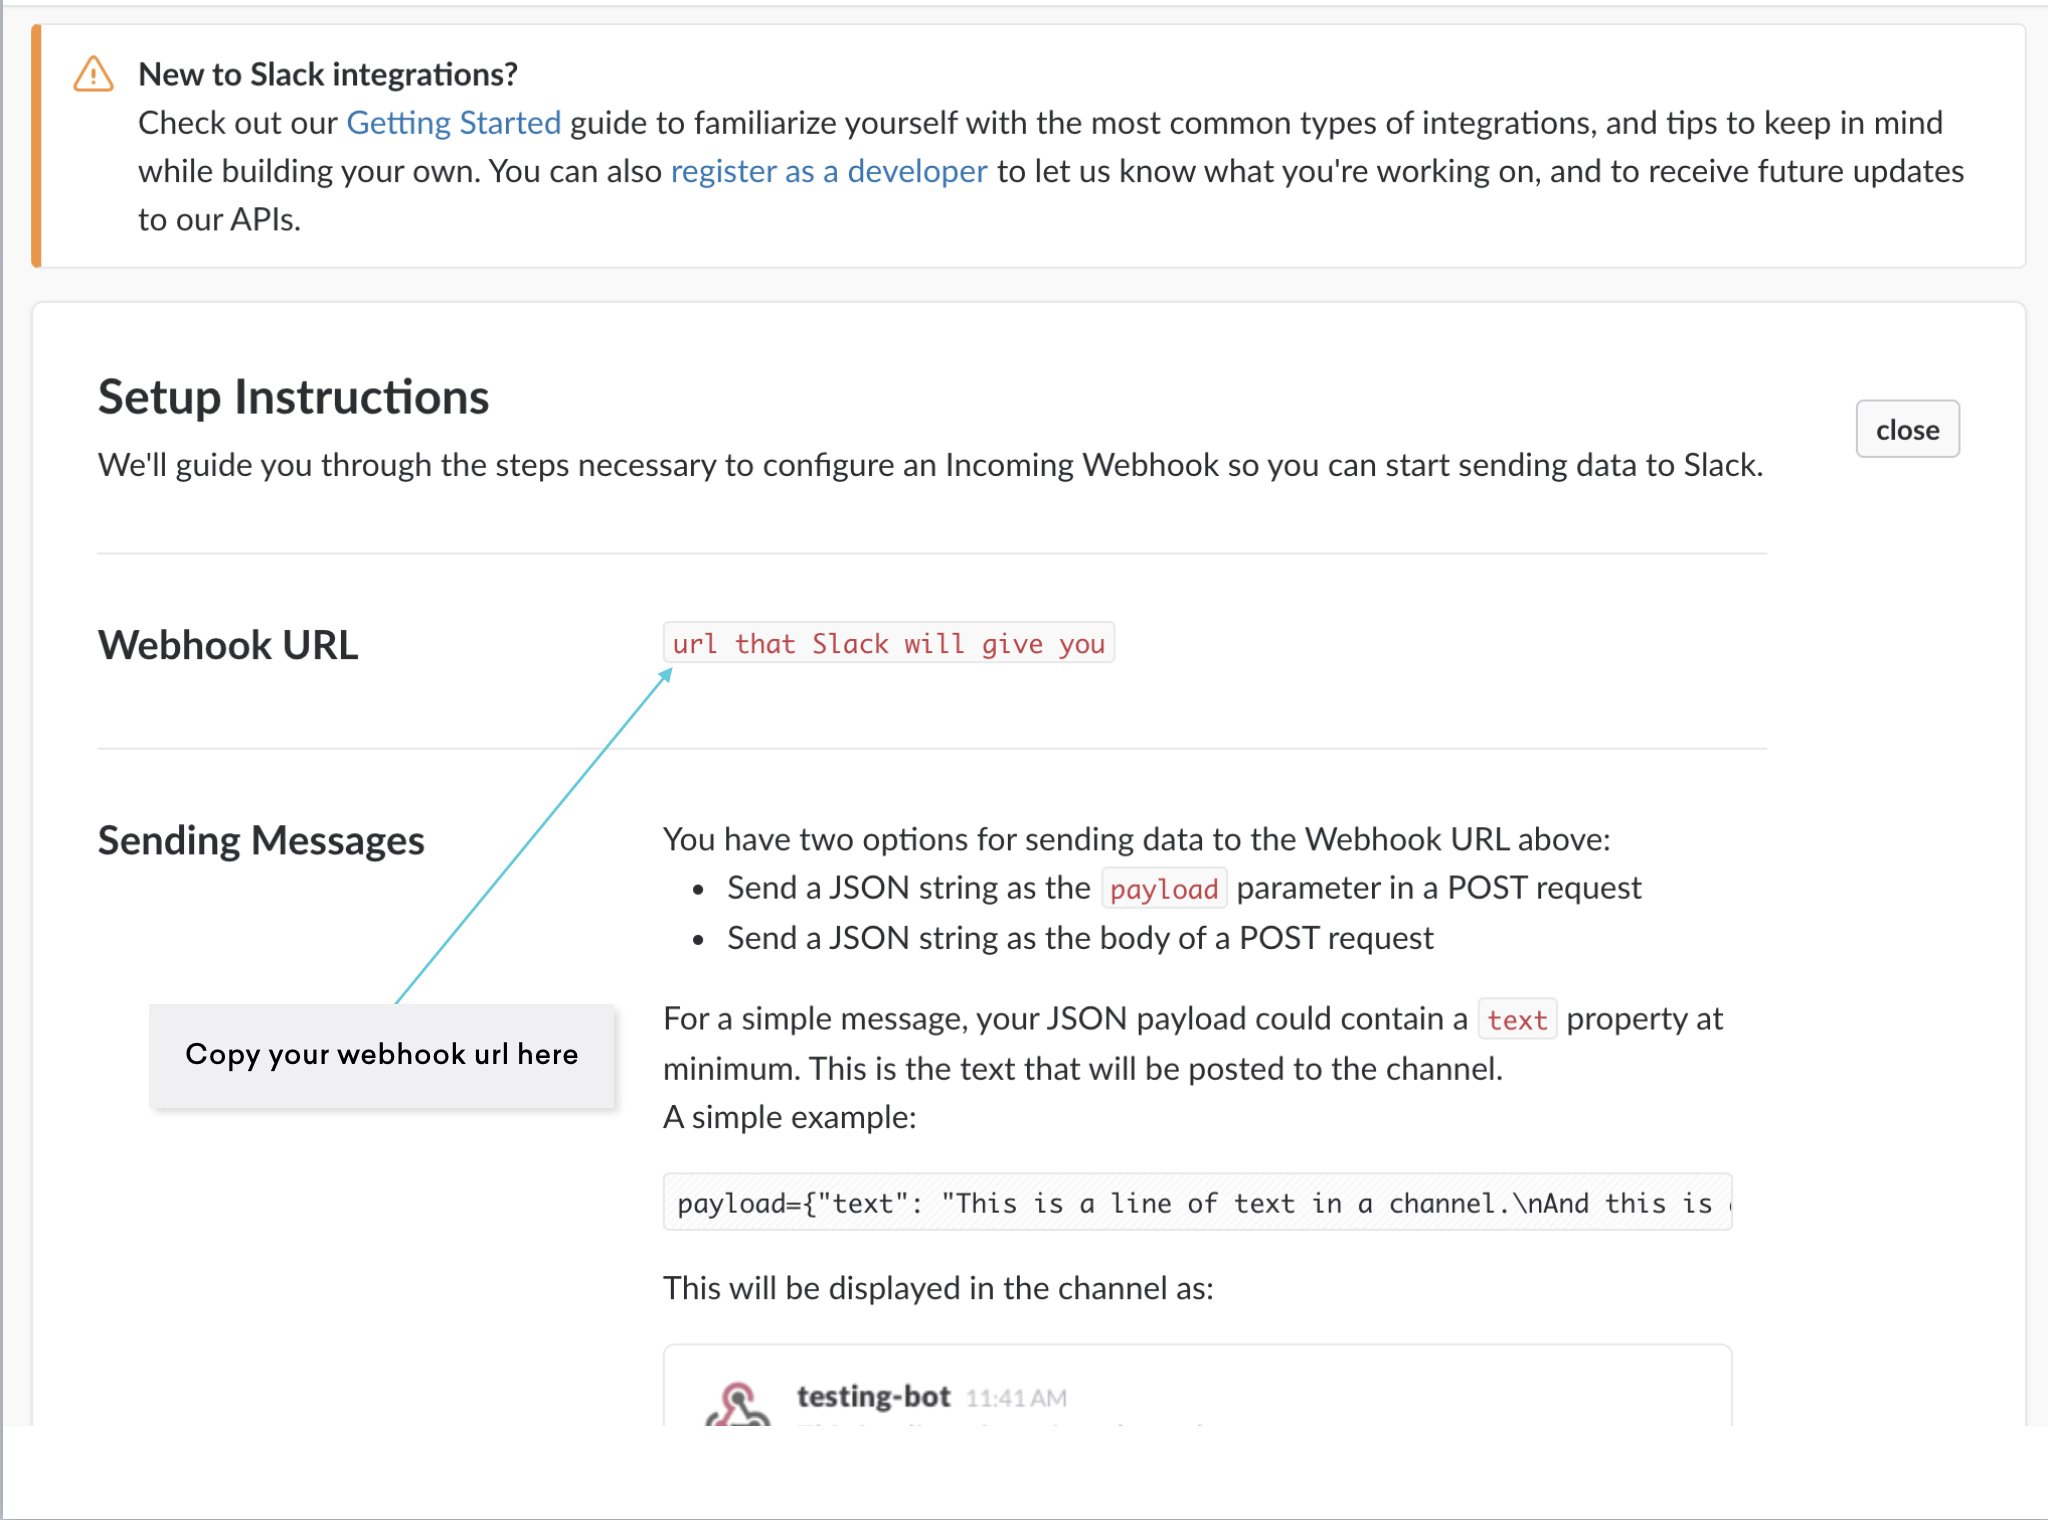 New to Slack integrations?
Check out our Getting Started guide to familiarize yourself with the most common types of integrations, and tips to keep in mind
while building your own. You can also register as a developer to let us know what you're working on, and to receive future updates
to our APIs.
Setup Instructions
close
We'll guide you through the steps necessary to configure an Incoming Webhook so you can start sending data to Slack.
Webhook URL
url that Slack will give you
Sending Messages
You have two options for sending data to the Webhook URL above:
• Send a JSON string as the payload parameter in a POST request
• Send a JSON string as the body of a POST request
Copy your webhook url here
For a simple message, your JSON payload could contain a text property at
minimum. This is the text that will be posted to the channel.
A simple example:
payload={"text": "This is a line of text in a channel.\nAnd this is
This will be displayed in the channel as:
testing-bot 11:41 AM